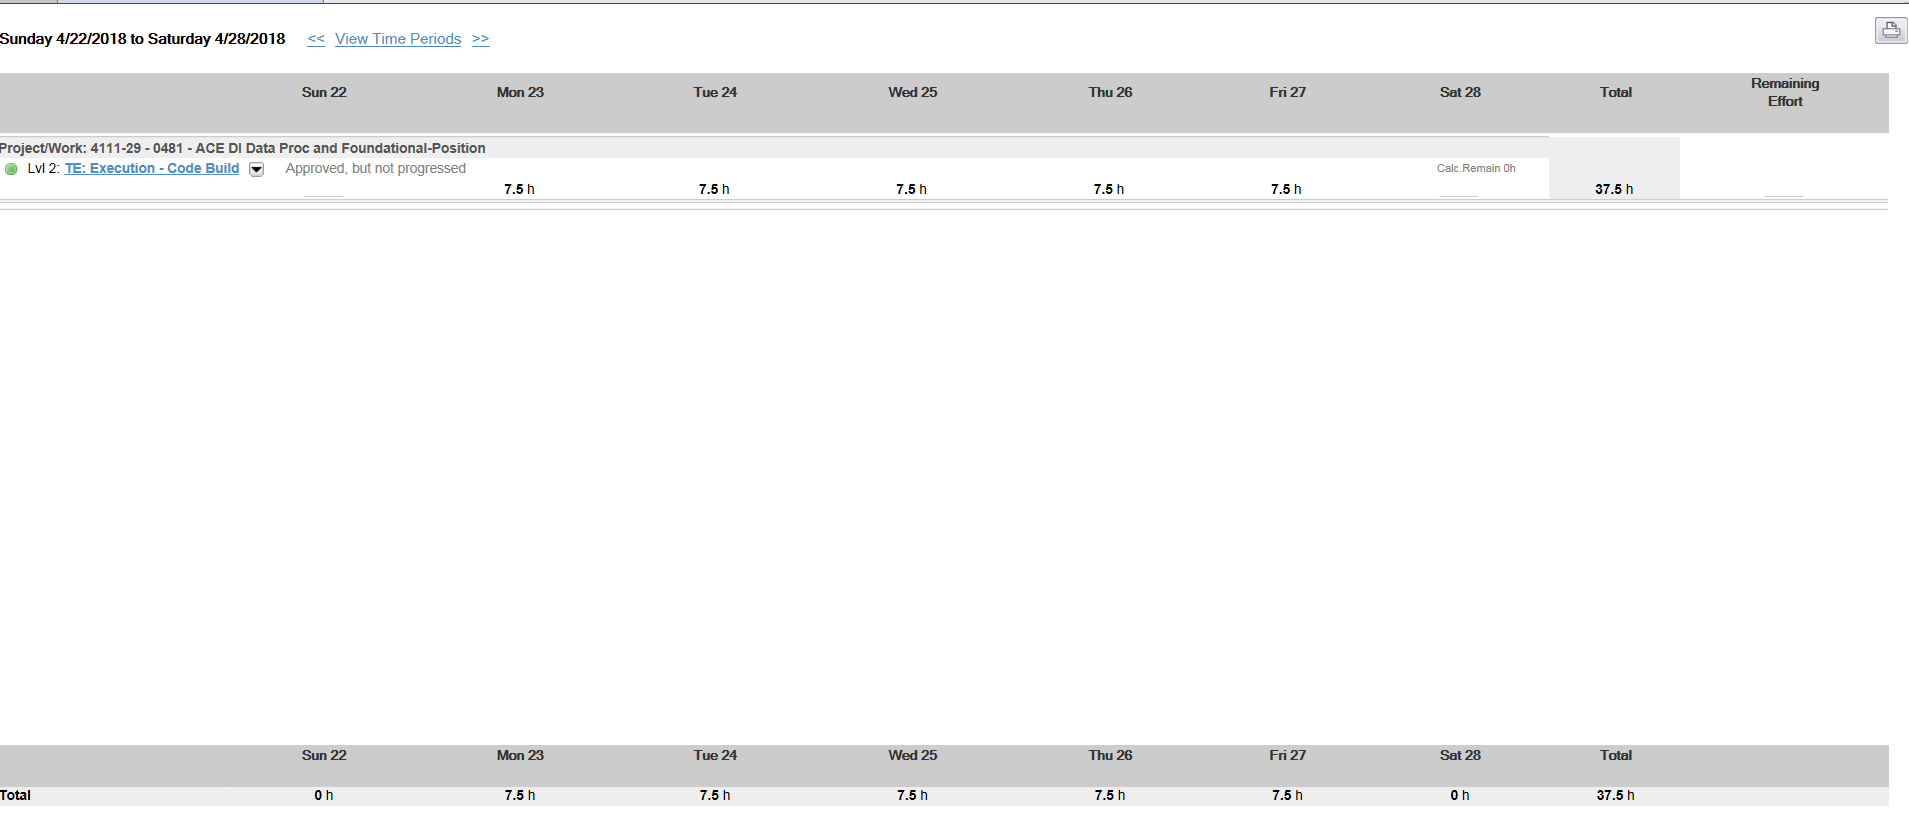 Sunday 4/22/2018 to Saturday 4/28/2018 << View Time Periods >>
Sun 22 Mon 23 Tue 24 Wed 25 Thu 26 Fri 27 Sat 28 Total Remaining Effort
Project/Work: 4111-29 - 0481 - ACE DI Data Proc and Foundational-Position
Lvl 2: TE: Execution - Code Build Approved, but not progressed Calc.Remain 0h
7.5 h 7.5 h 7.5 h 7.5 h 7.5 h 37.5 h
Sun 22 Mon 23 Tue 24 Wed 25 Thu 26 Fri 27 Sat 28 Total
Total 0 h 7.5 h 7.5 h 7.5 h 7.5 h 7.5 h 0 h 37.5 h